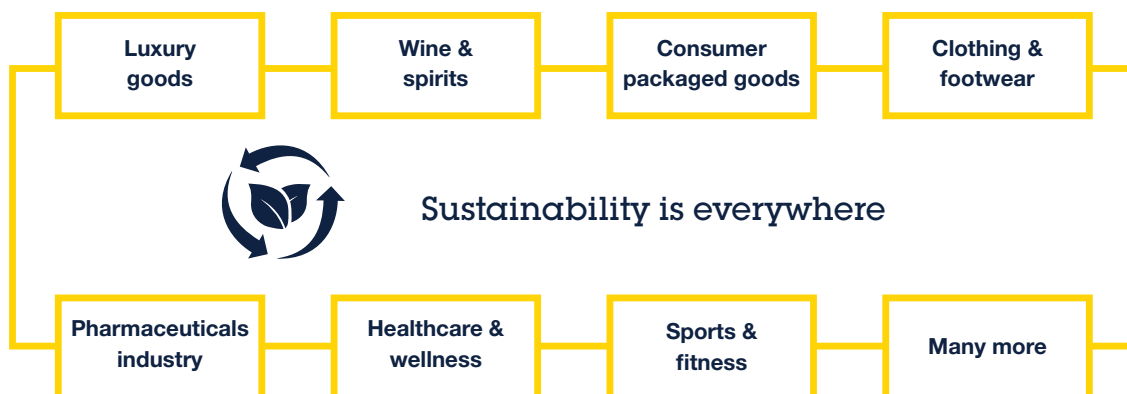 Luxury
goods
Wine &
spirits
Consumer
packaged goods
Clothing &
footwear
Sustainability is everywhere
Pharmaceuticals
industry
Healthcare &
wellness
Sports &
fitness
Many more